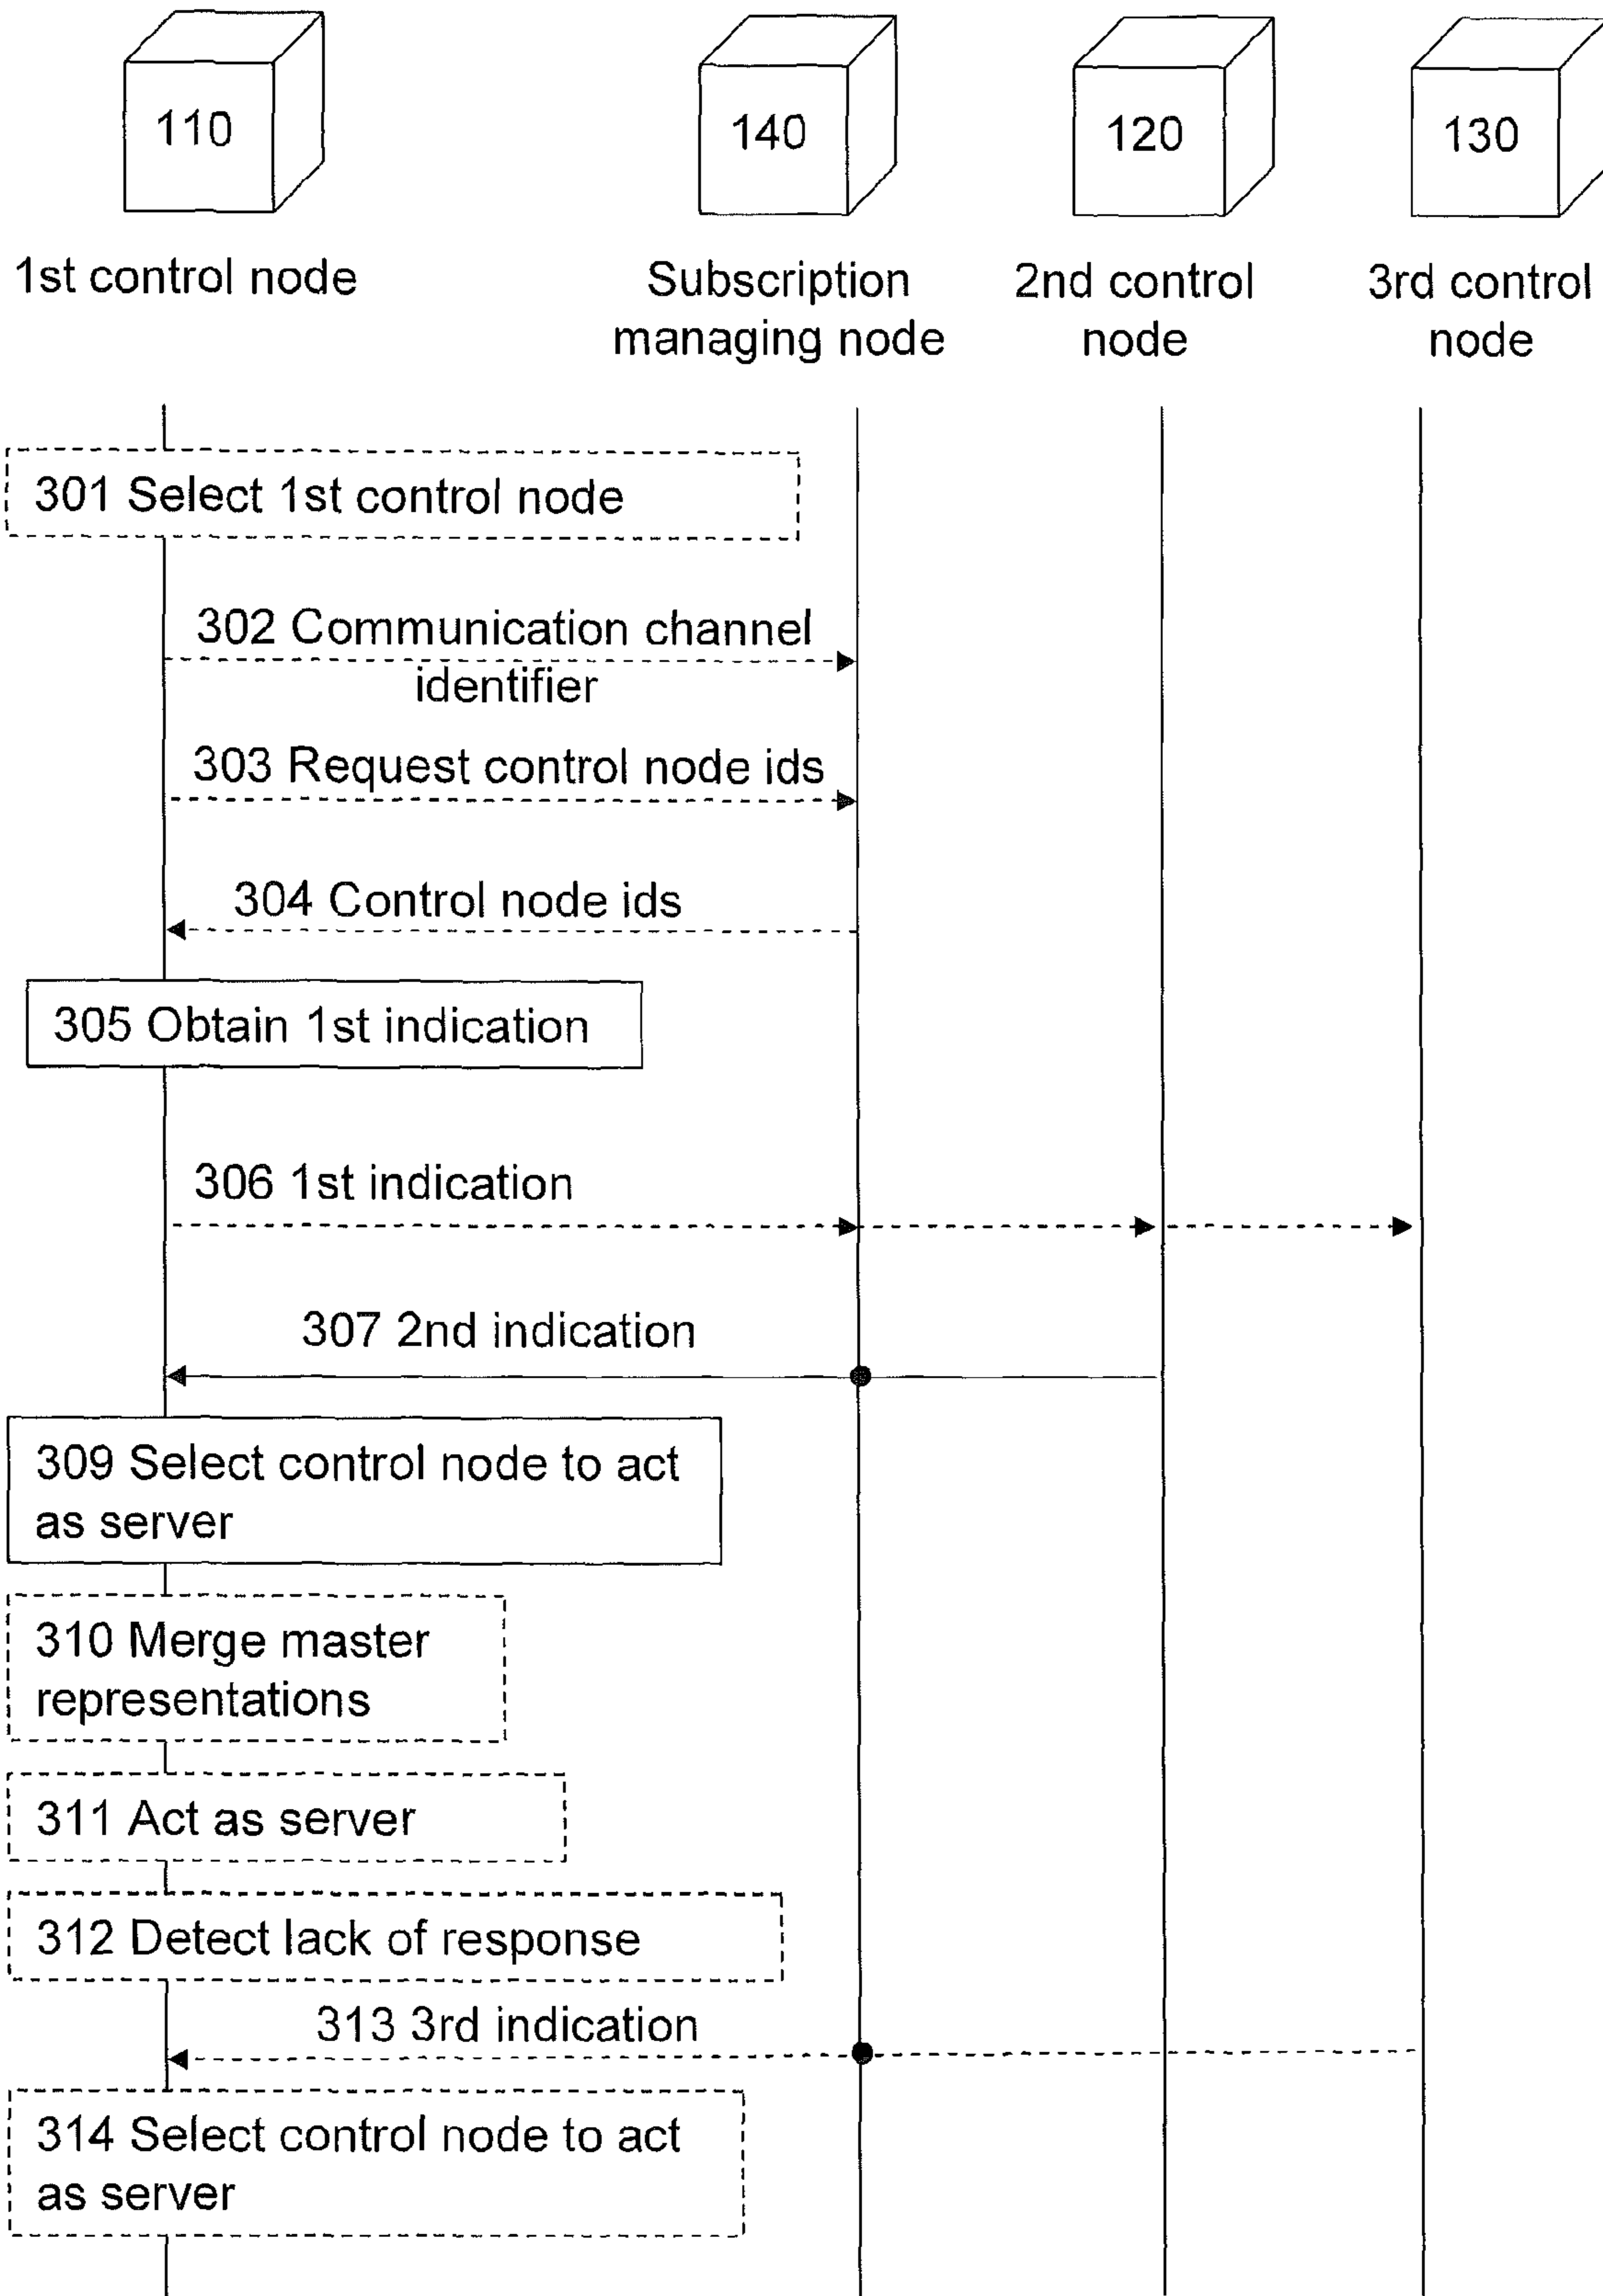 110
140
120
130
1st control node
Subscription
managing node
2nd control
node
3rd control
node
301 Select 1st control node
302 Communication channel
identifier
303 Request control node ids
304 Control node ids
305 Obtain 1st indication
306 1st indication
307 2nd indication
309 Select control node to act
as server
310 Merge master
representations
311 Act as server
312 Detect lack of response
313 3rd indication
314 Select control node to act
as server